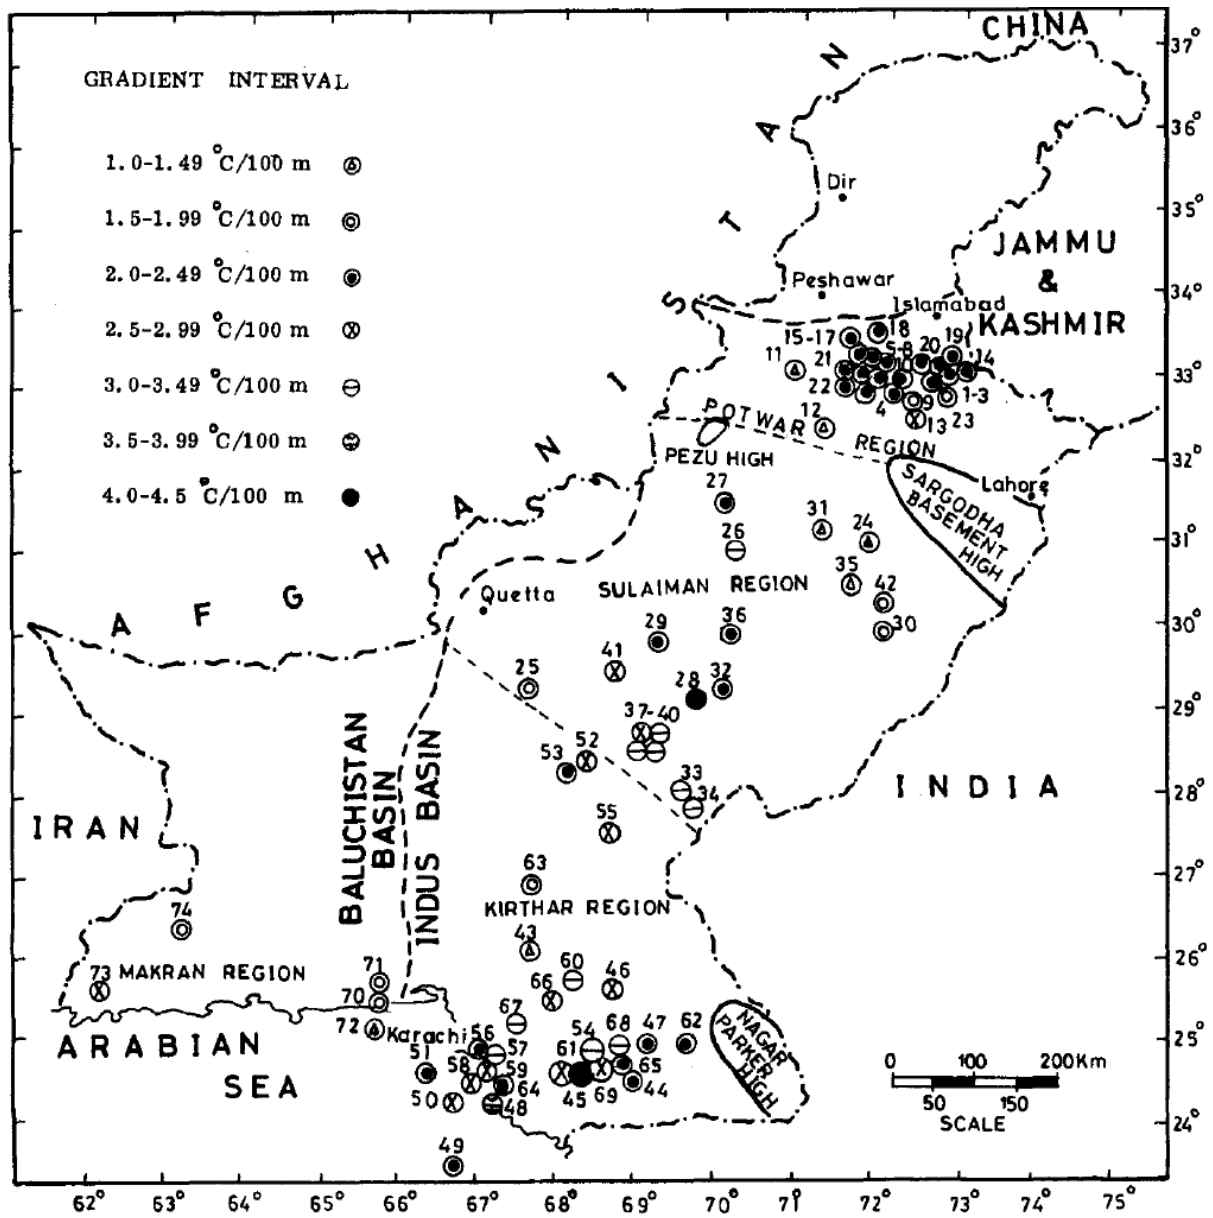 CHINA
GRADIENT INTERVAL
1.0-1.49 °C/100 m
1.5-1.99 °C/100 m
2.0-2.49 °C/100 m
2.5-2.99 °C/100 m
3.0-3.49 °C/100 m
3.5-3.99 °C/100 m
4.0-4.5 °C/100 m
AFGHANISTAN
Dir
JAMMU
&
KASHMIR
Peshawar
Islamabad
15-17
18
5-8
20
19
14
11
21
10
22
4
9
1-3
12
13
23
POTWAR REGION
PEZU HIGH
Lahore
SARGODHA
BASEMENT
HIGH
27
26
31
24
35
42
30
Quetta
SULAIMAN REGION
29
36
41
25
28
32
37-40
53
52
33
34
55
INDIA
IRAN
BALUCHISTAN
BASIN
INDUS BASIN
63
KIRTHAR REGION
74
43
60
46
66
73
MAKRAN REGION
71
70
72
67
Karachi
56
57
54
68
47
62
51
58
59
61
65
50
64
48
45
69
44
49
NAGAR
PARKER
HIGH
ARABIAN
SEA
0 100 200 Km
50 150
SCALE
37°
36°
35°
34°
33°
32°
31°
30°
29°
28°
27°
26°
25°
24°
62° 63° 64° 65° 66° 67° 68° 69° 70° 71° 72° 73° 74° 75°